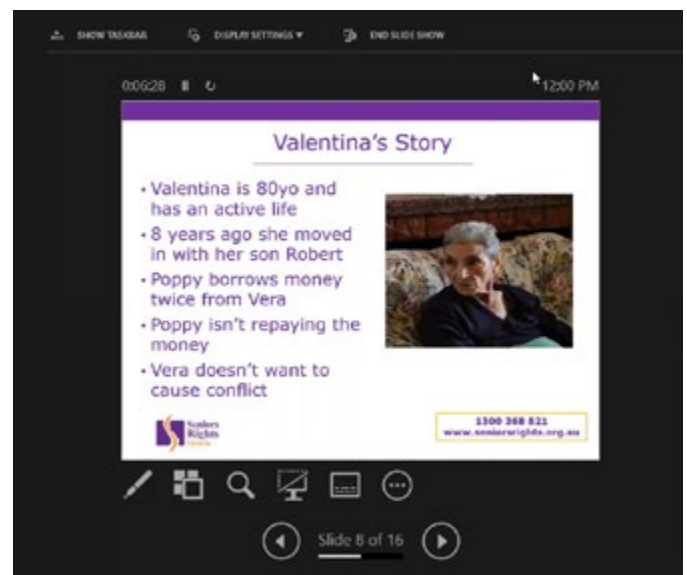 SHOW TASKBAR DISPLAY SETTINGS ▾ END SLIDE SHOW
0:06:28 12:00 PM
Valentina's Story
• Valentina is 80yo and
has an active life
• 8 years ago she moved
in with her son Robert
• Poppy borrows money
twice from Vera
• Poppy isn't repaying the
money
• Vera doesn't want to
cause conflict
Seniors
Rights
Victoria
1300 368 821
www.seniorsrights.org.au
Slide 8 of 16